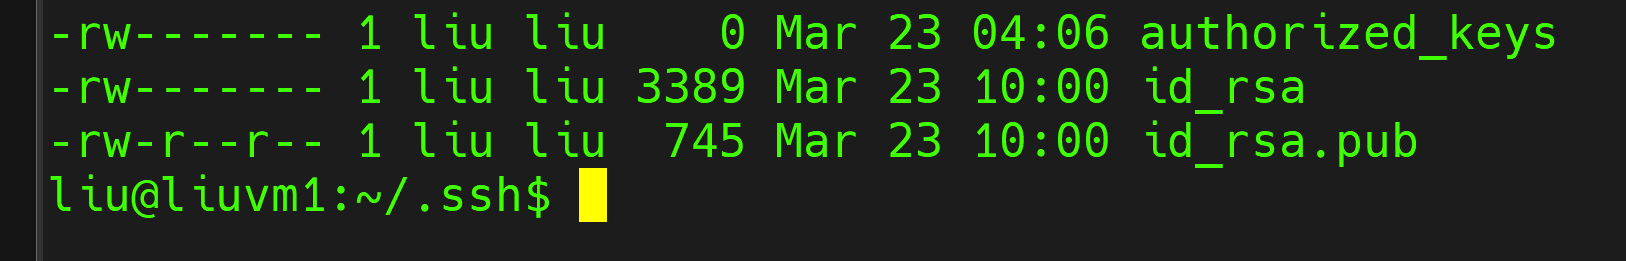 -rw------- 1 liu liu    0 Mar 23 04:06 authorized_keys
-rw------- 1 liu liu 3389 Mar 23 10:00 id_rsa
-rw-r--r-- 1 liu liu  745 Mar 23 10:00 id_rsa.pub
liu@liuvm1:~/.ssh$